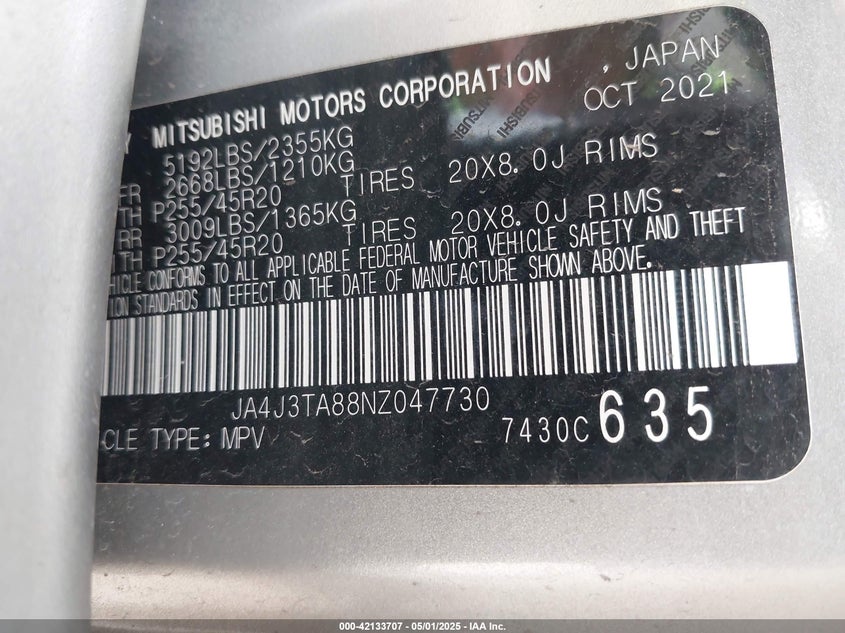 MITSUBISHI MOTORS CORPORATION , JAPAN
OCT 2021
5192LBS/2355KG
2668LBS/1210KG
P255/45R20 TIRES 20X8.0J RIMS
RR 3009LBS/1365KG
P255/45R20 TIRES 20X8.0J RIMS
CONFORMS TO ALL APPLICABLE FEDERAL MOTOR VEHICLE SAFETY AND THEFT
STANDARDS IN EFFECT ON THE DATE OF MANUFACTURE SHOWN ABOVE.
JA4J3TA88NZ047730
CLE TYPE: MPV 7430C 635
000-42133707 - 05/01/2025 - IAA Inc.